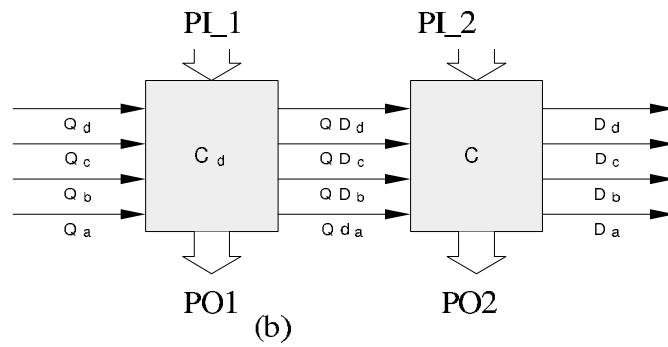 PI_1 PI_2
Q d Q D d D d
C d C
Q c Q D c D c
Q b Q D b D b
Q a Q d a D a
PO1 PO2
(b)